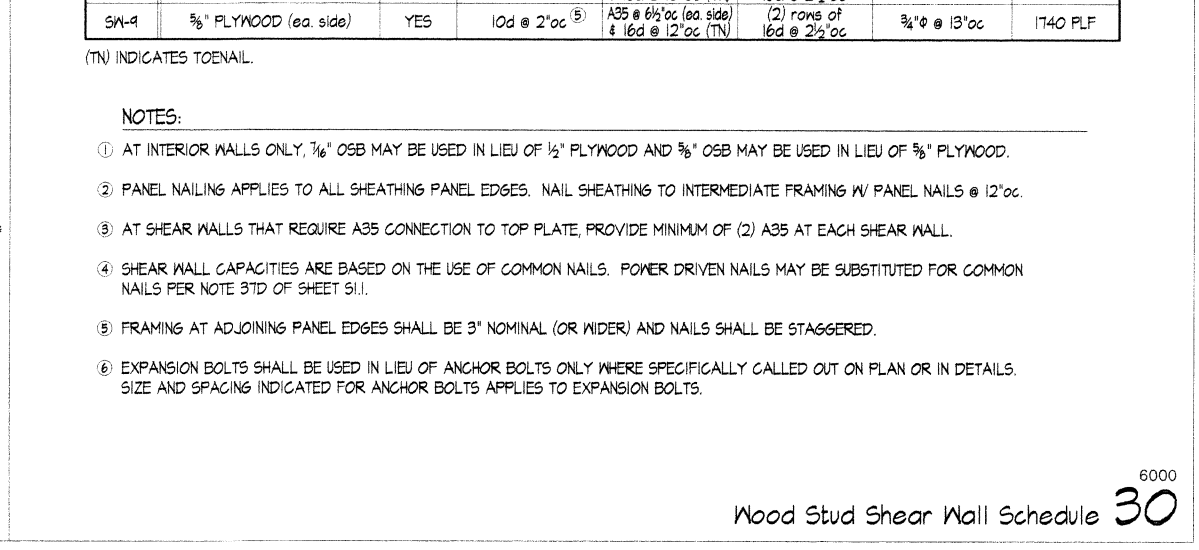 SW-9 5/8" PLYWOOD (ea. side) YES 10d @ 2"oc ⑤ A35 @ 6½"oc (ea. side) & 16d @ 12"oc (TN) (2) rows of 16d @ 2½"oc ¾"Φ @ 13"oc 1740 PLF
(TN) INDICATES TOENAIL.
NOTES:
① AT INTERIOR WALLS ONLY, 7/16" OSB MAY BE USED IN LIEU OF ½" PLYWOOD AND 5/8" OSB MAY BE USED IN LIEU OF 5/8" PLYWOOD.
② PANEL NAILING APPLIES TO ALL SHEATHING PANEL EDGES. NAIL SHEATHING TO INTERMEDIATE FRAMING W/ PANEL NAILS @ 12"oc.
③ AT SHEAR WALLS THAT REQUIRE A35 CONNECTION TO TOP PLATE, PROVIDE MINIMUM OF (2) A35 AT EACH SHEAR WALL.
④ SHEAR WALL CAPACITIES ARE BASED ON THE USE OF COMMON NAILS. POWER DRIVEN NAILS MAY BE SUBSTITUTED FOR COMMON
NAILS PER NOTE 37D OF SHEET S1.1.
⑤ FRAMING AT ADJOINING PANEL EDGES SHALL BE 3" NOMINAL (OR WIDER) AND NAILS SHALL BE STAGGERED.
⑥ EXPANSION BOLTS SHALL BE USED IN LIEU OF ANCHOR BOLTS ONLY WHERE SPECIFICALLY CALLED OUT ON PLAN OR IN DETAILS.
SIZE AND SPACING INDICATED FOR ANCHOR BOLTS APPLIES TO EXPANSION BOLTS.
6000
Wood Stud Shear Wall Schedule 30